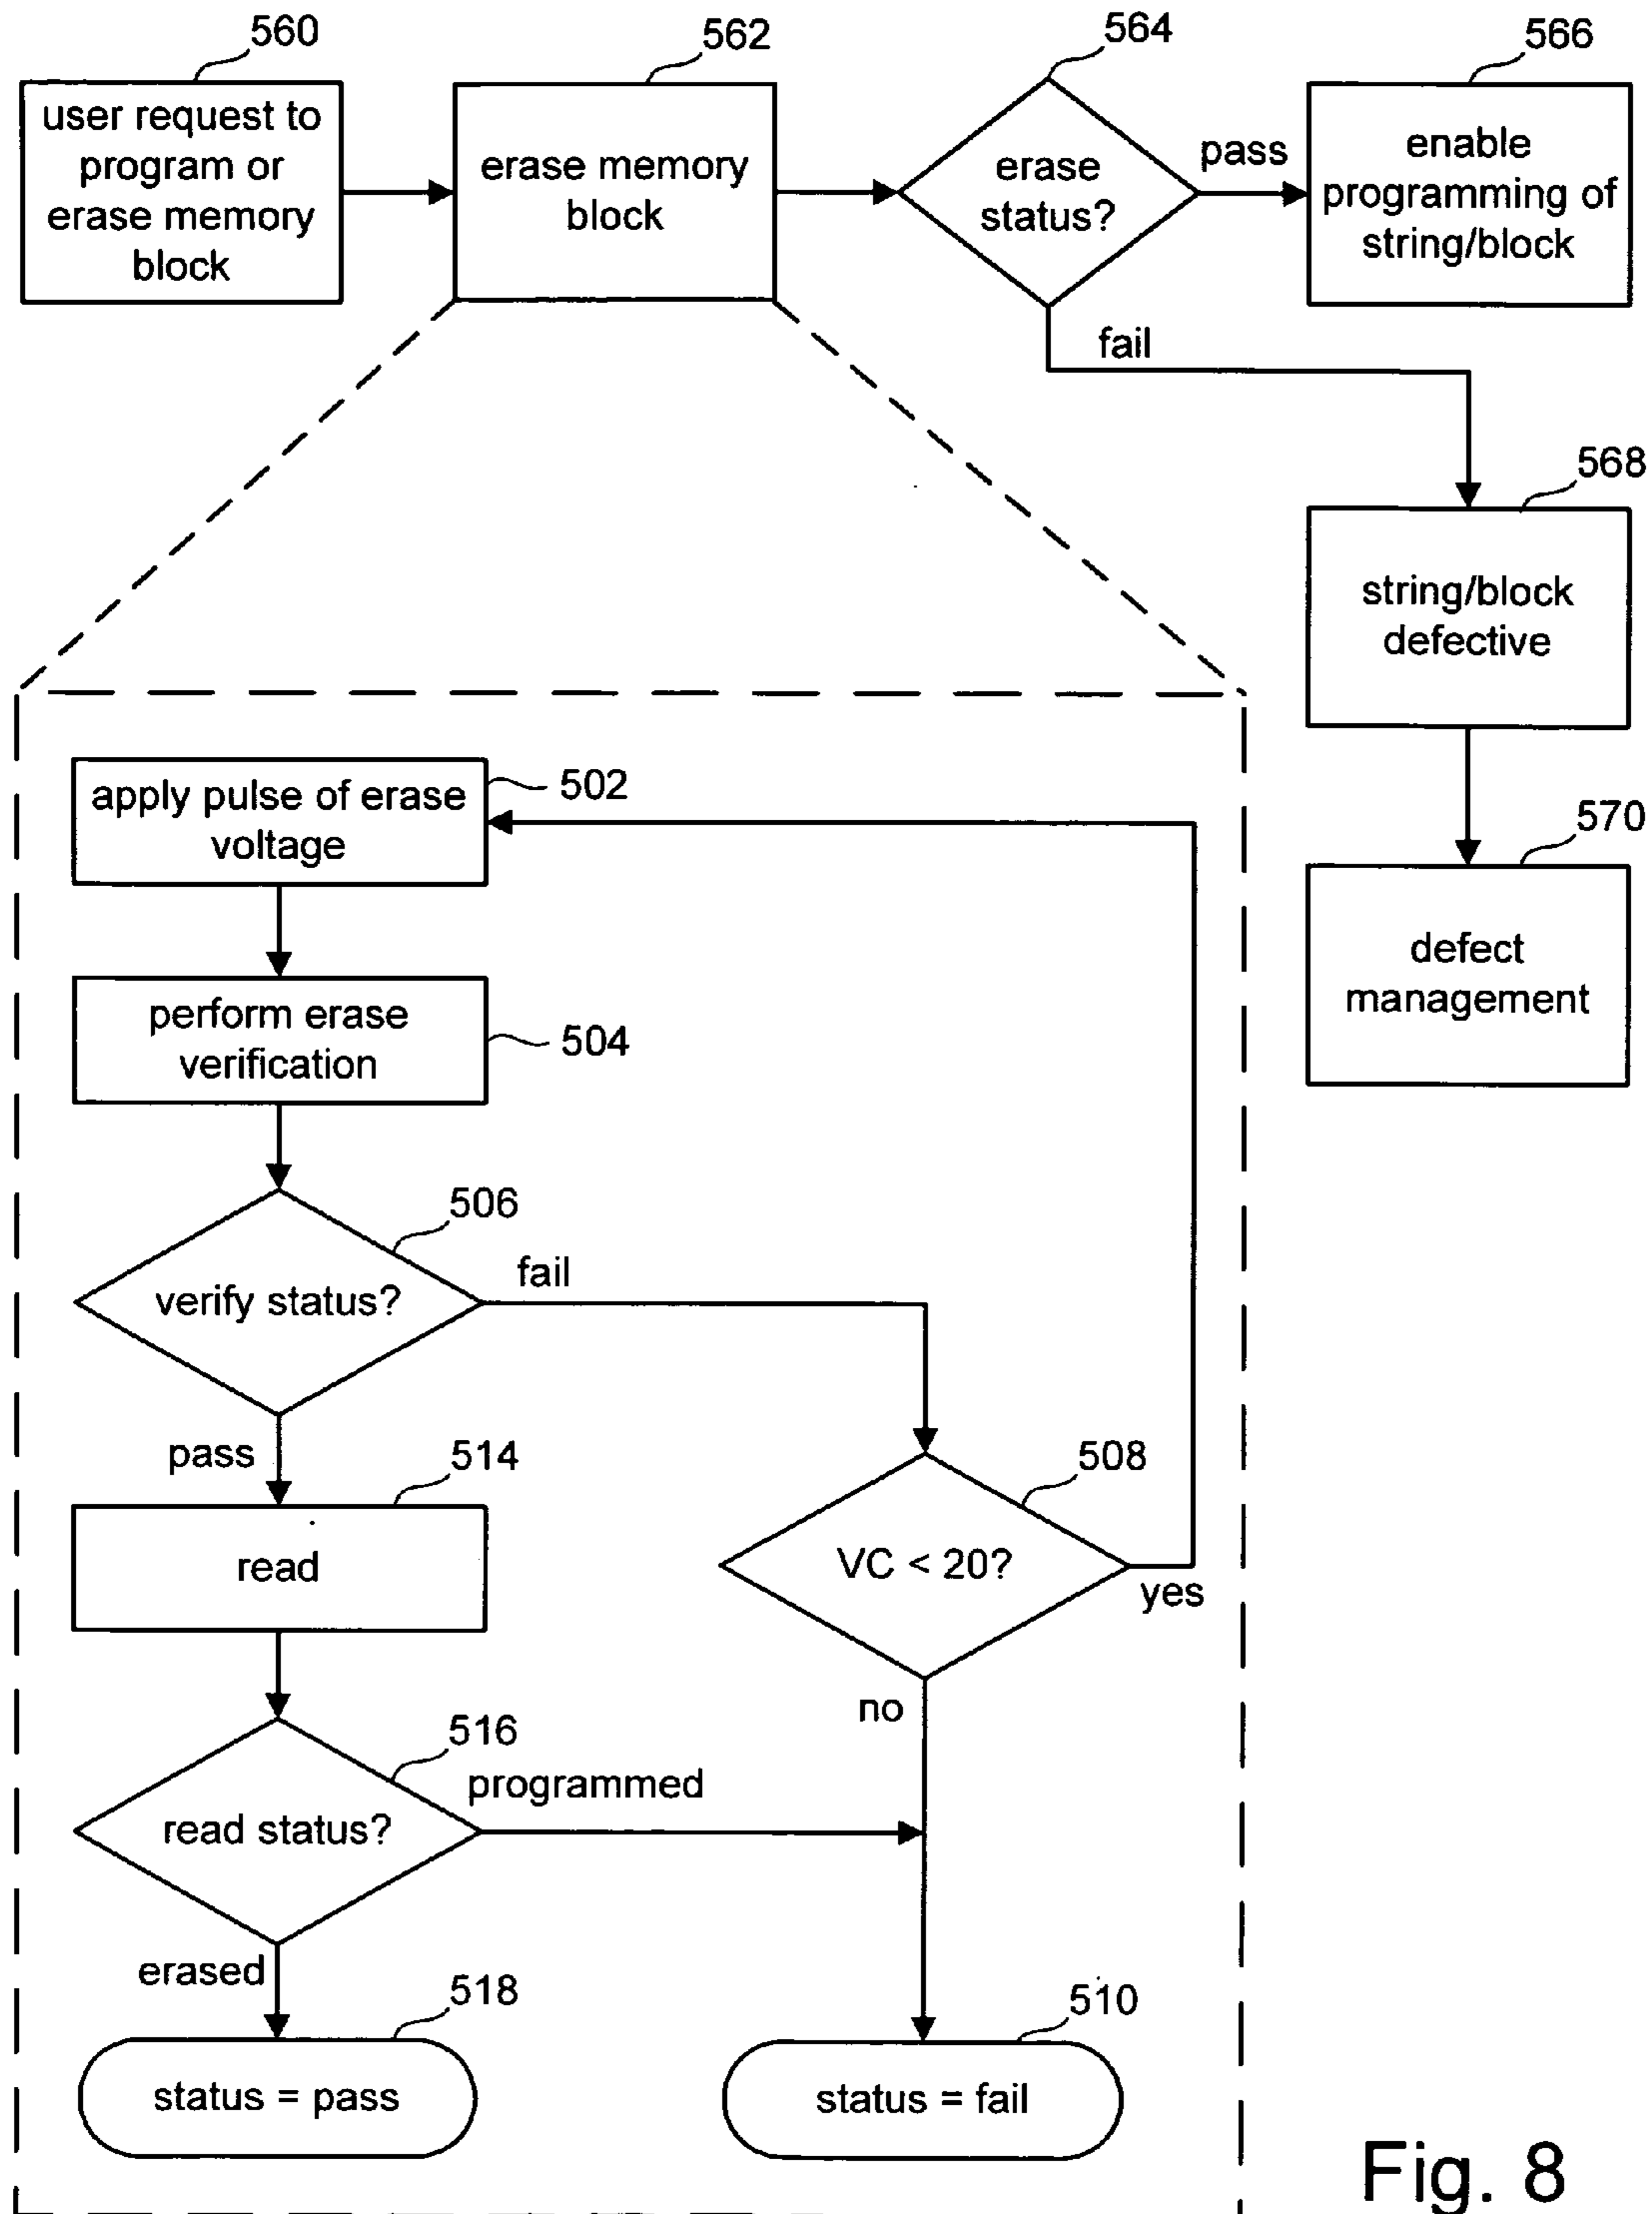 560
user request to
program or
erase memory
block
562
erase memory
block
564
erase
status?
pass
566
enable
programming of
string/block
fail
568
string/block
defective
570
defect
management
apply pulse of erase
voltage
502
perform erase
verification
504
506
verify status?
fail
pass
514
read
508
VC < 20?
yes
no
516
read status?
programmed
erased
518
status = pass
510
status = fail
Fig. 8